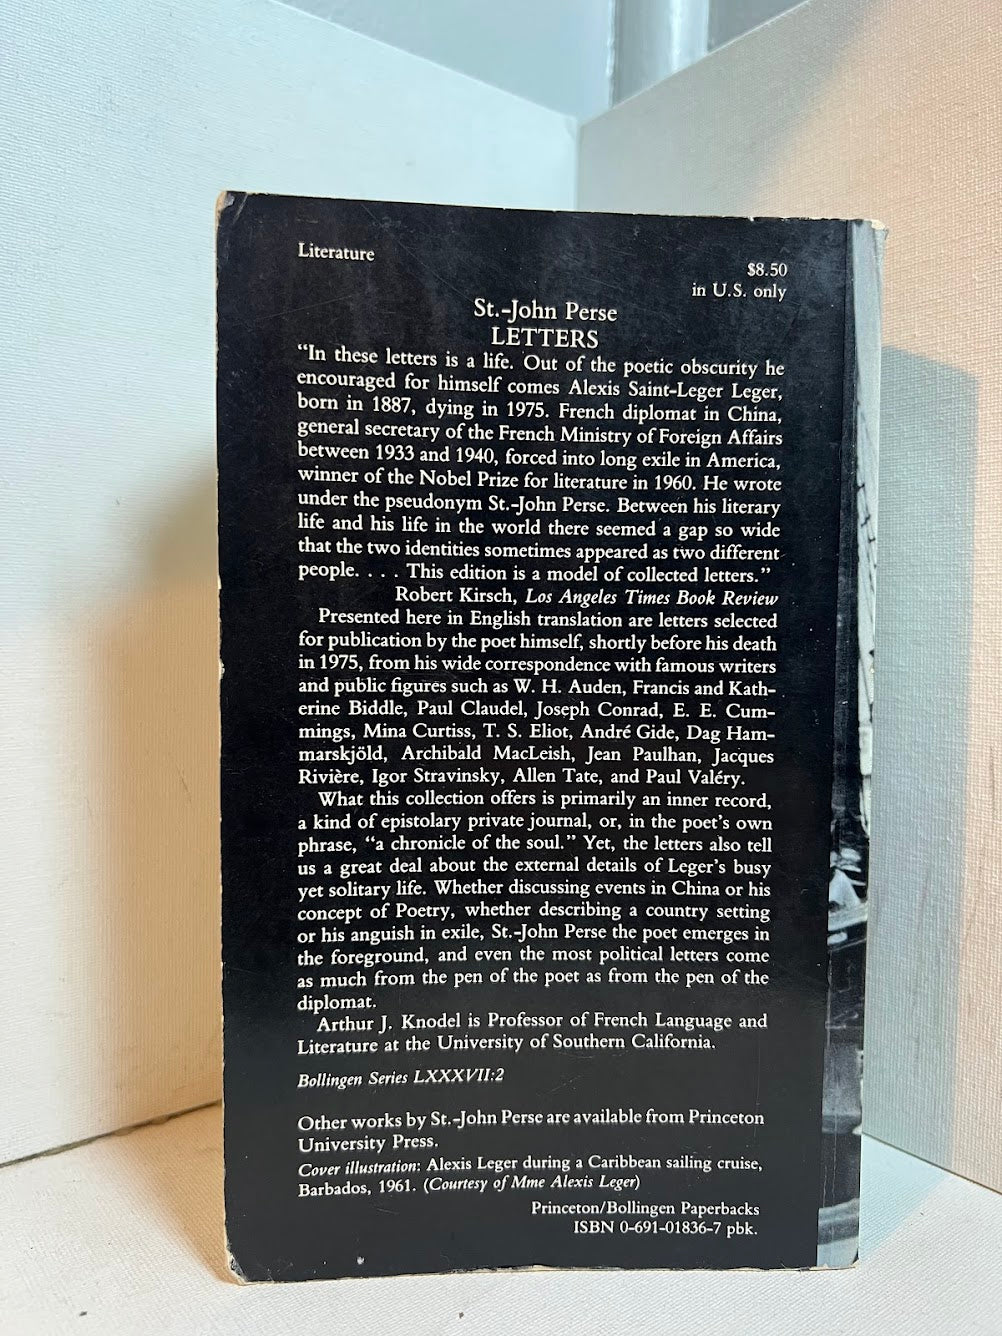 Literature
$8.50
in U.S. only
St.-John Perse
LETTERS
“In these letters is a life. Out of the poetic obscurity he
encouraged for himself comes Alexis Saint-Leger Leger,
born in 1887, dying in 1975. French diplomat in China,
general secretary of the French Ministry of Foreign Affairs
between 1933 and 1940, forced into long exile in America,
winner of the Nobel Prize for literature in 1960. He wrote
under the pseudonym St.-John Perse. Between his literary
life and his life in the world there seemed a gap so wide
that the two identities sometimes appeared as two different
people. . . . This edition is a model of collected letters.”
Robert Kirsch, Los Angeles Times Book Review
Presented here in English translation are letters selected
for publication by the poet himself, shortly before his death
in 1975, from his wide correspondence with famous writers
and public figures such as W. H. Auden, Francis and Kath-
erine Biddle, Paul Claudel, Joseph Conrad, E. E. Cum-
mings, Mina Curtiss, T. S. Eliot, André Gide, Dag Ham-
marskjöld, Archibald MacLeish, Jean Paulhan, Jacques
Rivière, Igor Stravinsky, Allen Tate, and Paul Valéry.
What this collection offers is primarily an inner record,
a kind of epistolary private journal, or, in the poet’s own
phrase, “a chronicle of the soul.” Yet, the letters also tell
us a great deal about the external details of Leger’s busy
yet solitary life. Whether discussing events in China or his
concept of Poetry, whether describing a country setting
or his anguish in exile, St.-John Perse the poet emerges in
the foreground, and even the most political letters come
as much from the pen of the poet as from the pen of the
diplomat.
Arthur J. Knodel is Professor of French Language and
Literature at the University of Southern California.
Bollingen Series LXXXVII:2
Other works by St.-John Perse are available from Princeton
University Press.
Cover illustration: Alexis Leger during a Caribbean sailing cruise,
Barbados, 1961. (Courtesy of Mme Alexis Leger)
Princeton/Bollingen Paperbacks
ISBN 0-691-01836-7 pbk.